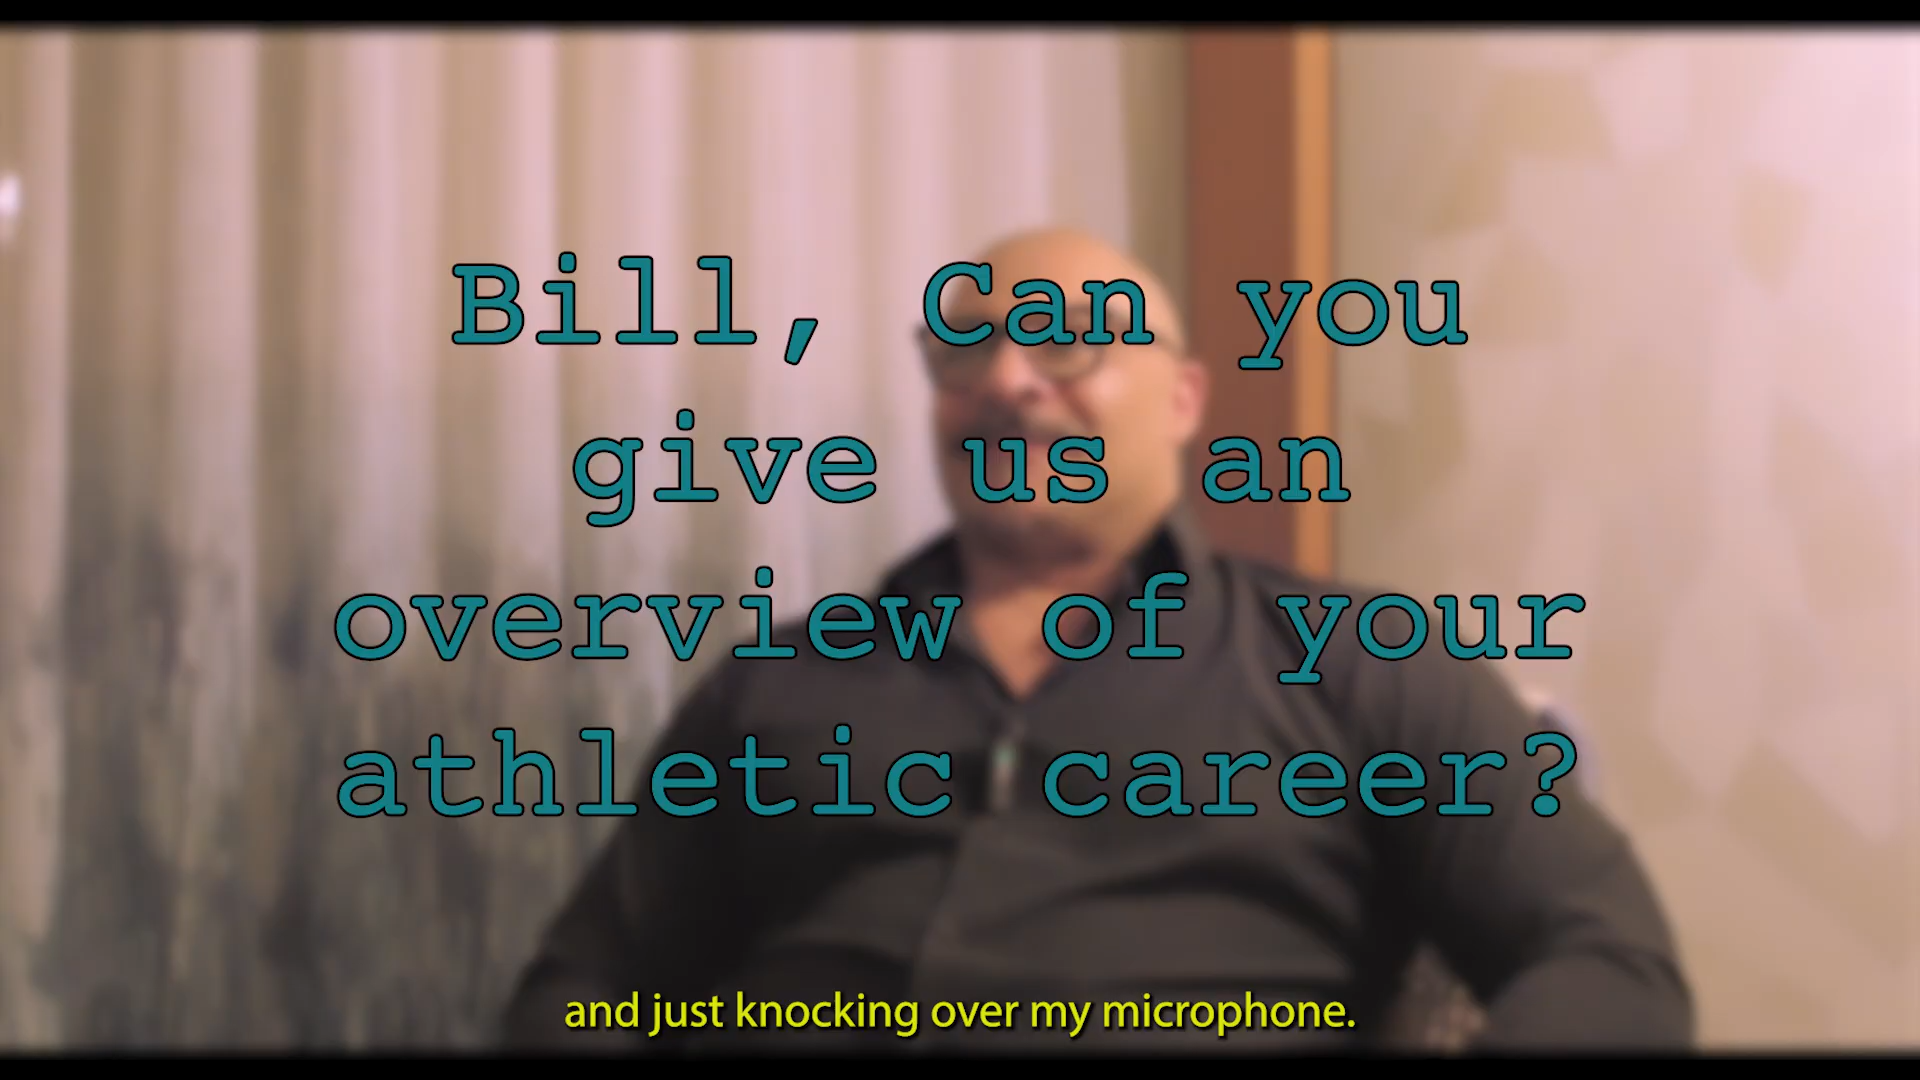 Bill, Can you
give us an
overview of your
athletic career?
and just knocking over my microphone.